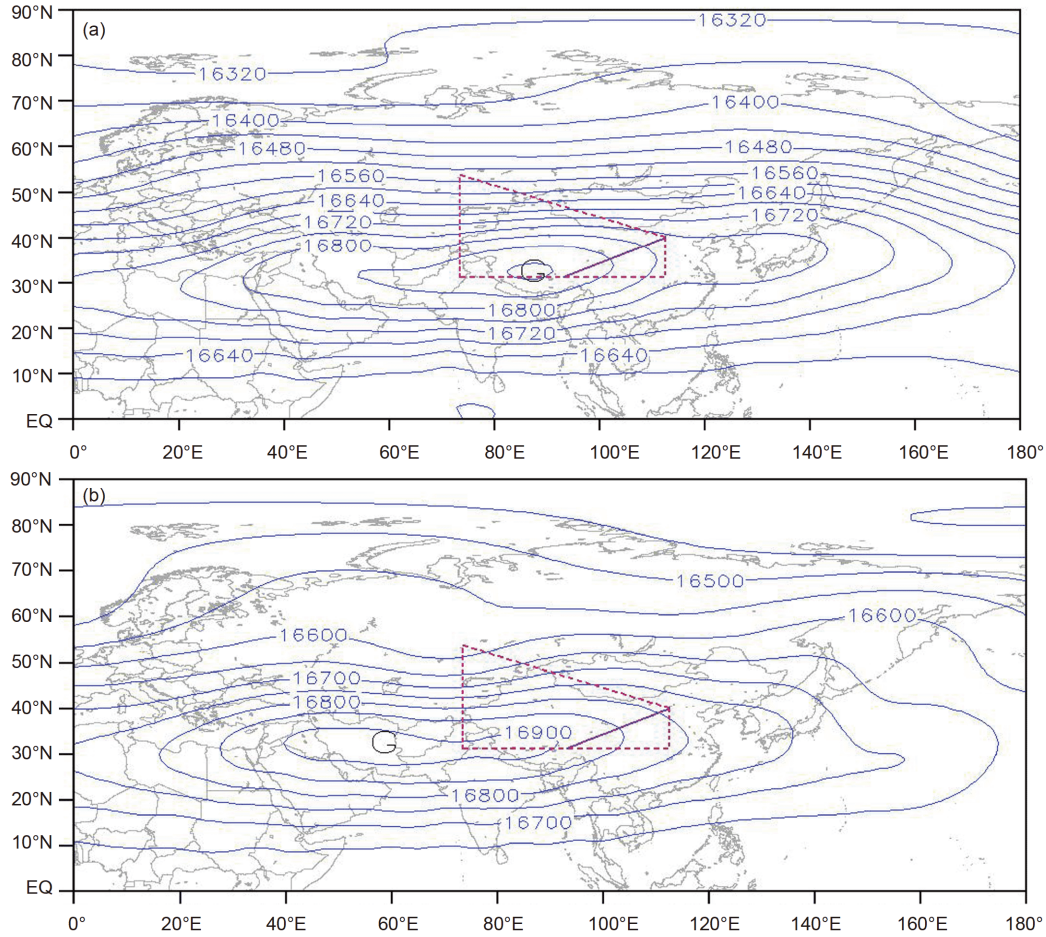 90°N (a) 16320
80°N 16320
70°N 16400
60°N 16400 16480 16480
50°N 16560 16560
16640 16640
40°N 16720 16720
16800
30°N G
16800
20°N 16720
16640 16640
10°N
EQ
0° 20°E 40°E 60°E 80°E 100°E 120°E 140°E 160°E 180°
90°N (b)
80°N
70°N 16500
60°N 16600
16600
50°N
16700
40°N 16800
30°N G 16900
20°N 16800
16700
10°N
EQ
0° 20°E 40°E 60°E 80°E 100°E 120°E 140°E 160°E 180°